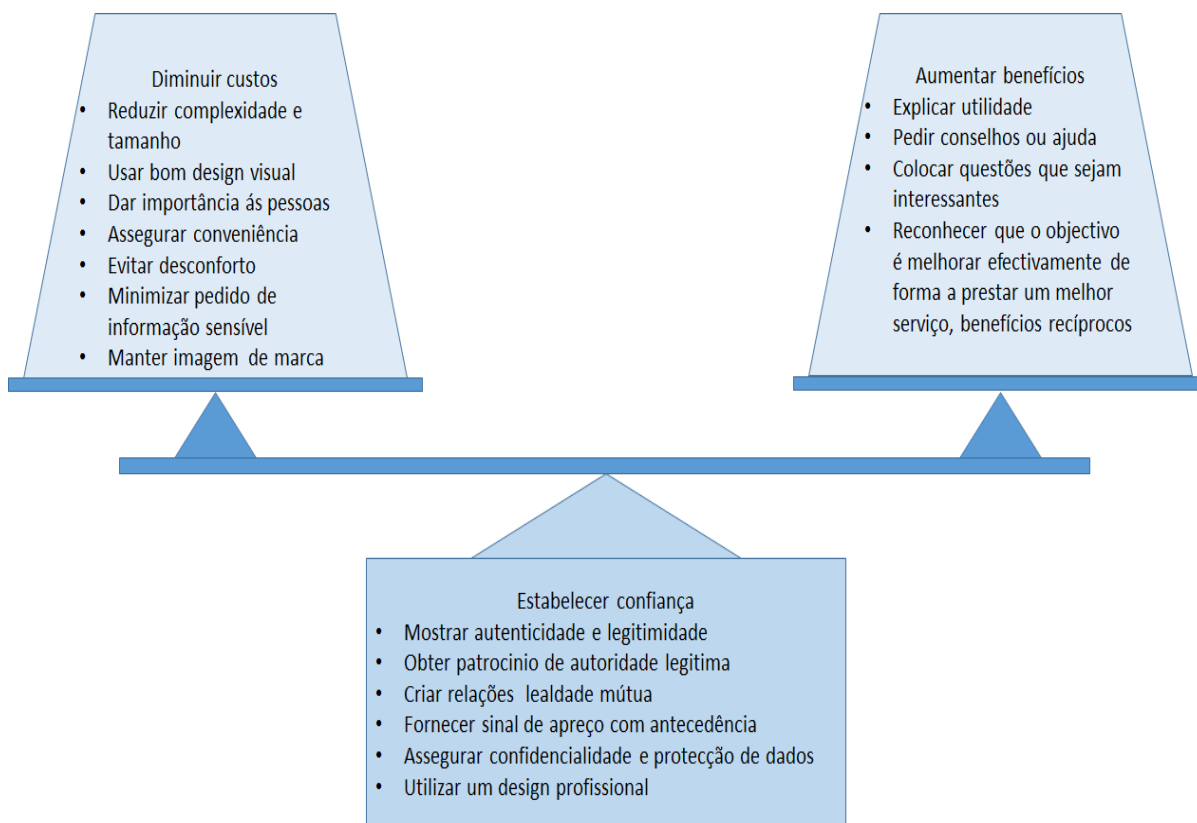 Diminuir custos
• Reduzir complexidade e
tamanho
• Usar bom design visual
• Dar importância ás pessoas
• Assegurar conveniência
• Evitar desconforto
• Minimizar pedido de
informação sensível
• Manter imagem de marca
Aumentar benefícios
• Explicar utilidade
• Pedir conselhos ou ajuda
• Colocar questões que sejam
interessantes
• Reconhecer que o objectivo
é melhorar efectivamente de
forma a prestar um melhor
serviço, benefícios recíprocos
Estabelecer confiança
• Mostrar autenticidade e legitimidade
• Obter patrocinio de autoridade legitima
• Criar relações lealdade mútua
• Fornecer sinal de apreço com antecedência
• Assegurar confidencialidade e protecção de dados
• Utilizar um design profissional